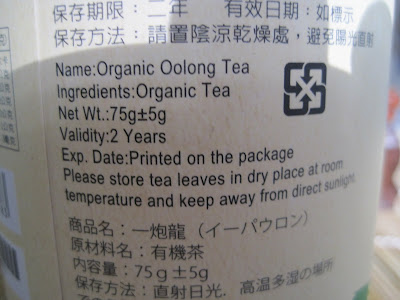 保存期限：二年 有效日期：如標示
保存方法：請置陰涼乾燥處，避免陽光直射
Name:Organic Oolong Tea
Ingredients:Organic Tea
Net Wt.:75g±5g
Validity:2 Years
Exp. Date:Printed on the package
Please store tea leaves in dry place at room
temperature and keep away from direct sunlight.
商品名：一炮龍（イーパウロン）
原材料名：有機茶
内容量：75g±5g
保存方法：直射日光．高温多湿の場所